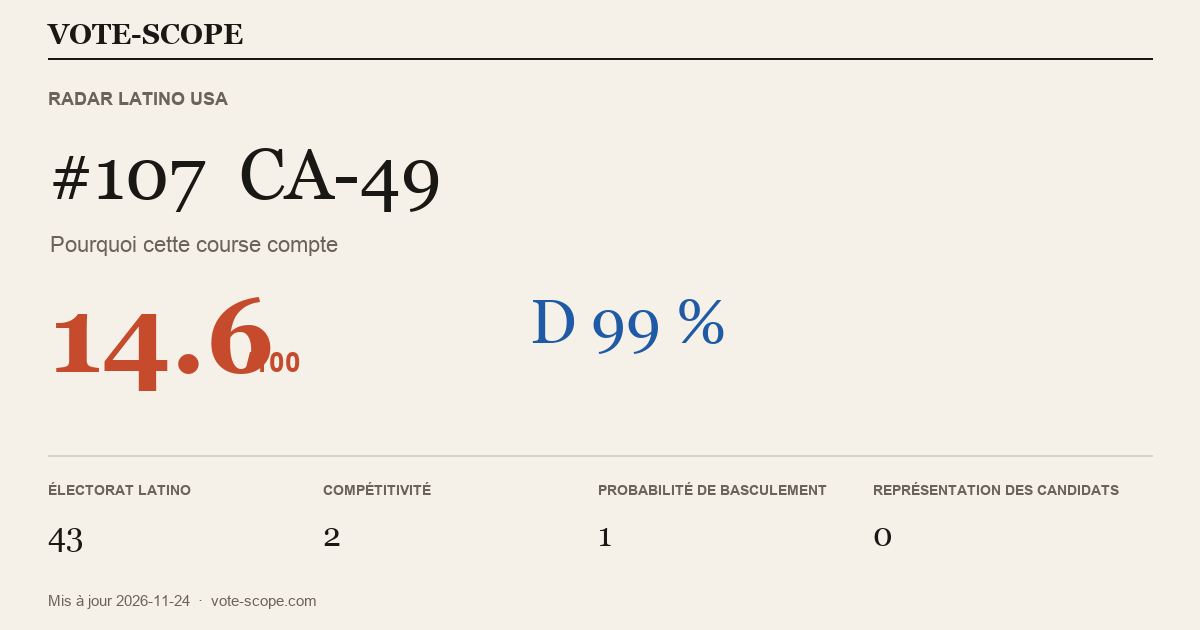 VOTE-SCOPE
RADAR LATINO USA
#107 CA-49
Pourquoi cette course compte
14.6/100
D 99 %
ÉLECTORAT LATINO
COMPÉTITIVITÉ
PROBABILITÉ DE BASCULEMENT
REPRÉSENTATION DES CANDIDATS
43
2
1
0
Mis à jour 2026-11-24 · vote-scope.com